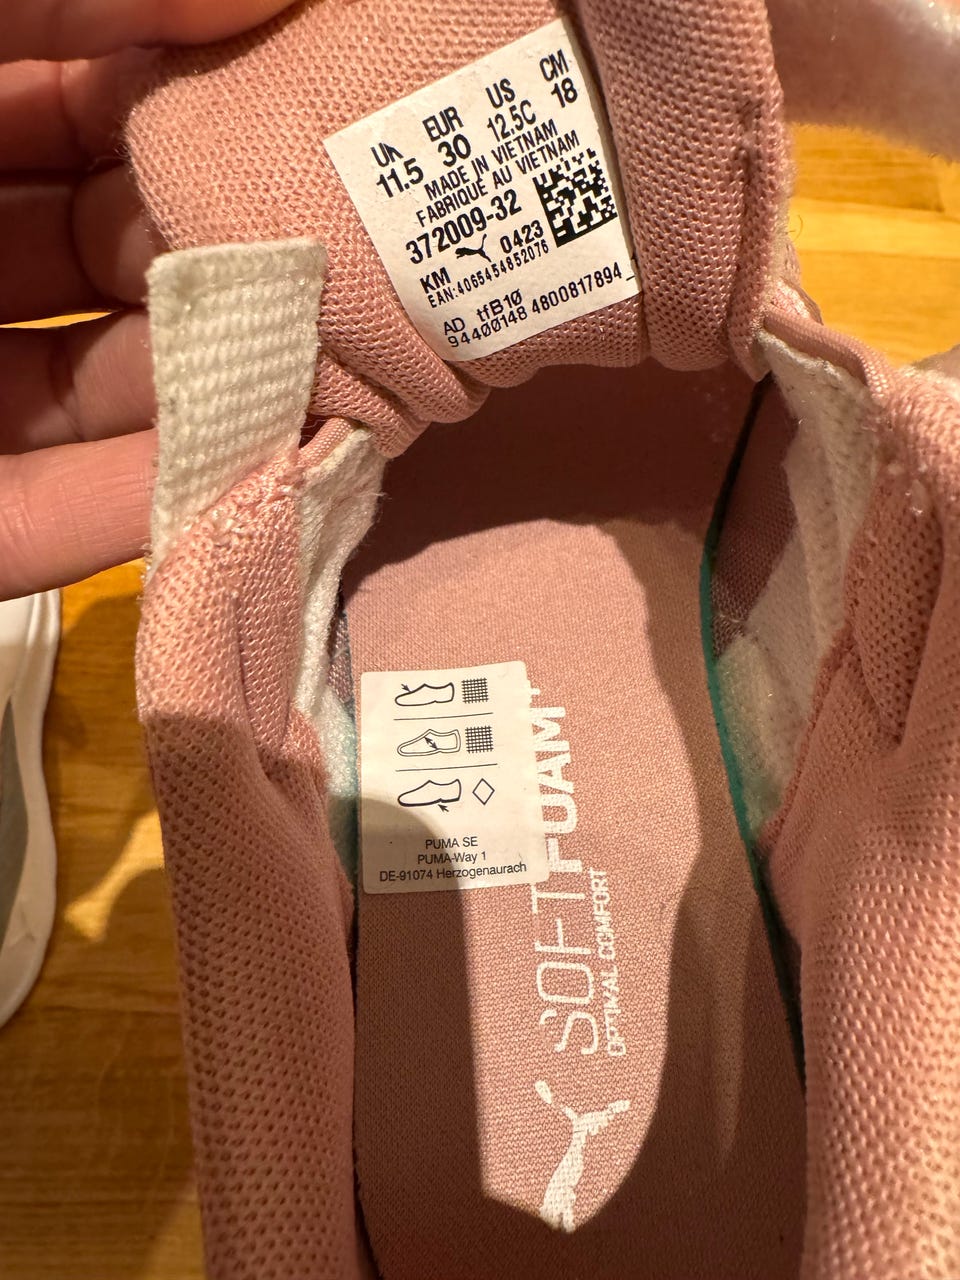 UK EUR US CM
11.5 30 12.5C 18
MADE IN VIETNAM
FABRIQUÉ AU VIETNAM
372009-32
KM 0423
EAN:4065454852076
AD tfB10
94400148 4800817894
PUMA SE
PUMA-Way 1
DE-91074 Herzogenaurach
SOFTFOAM+
OPTIMAL COMFORT